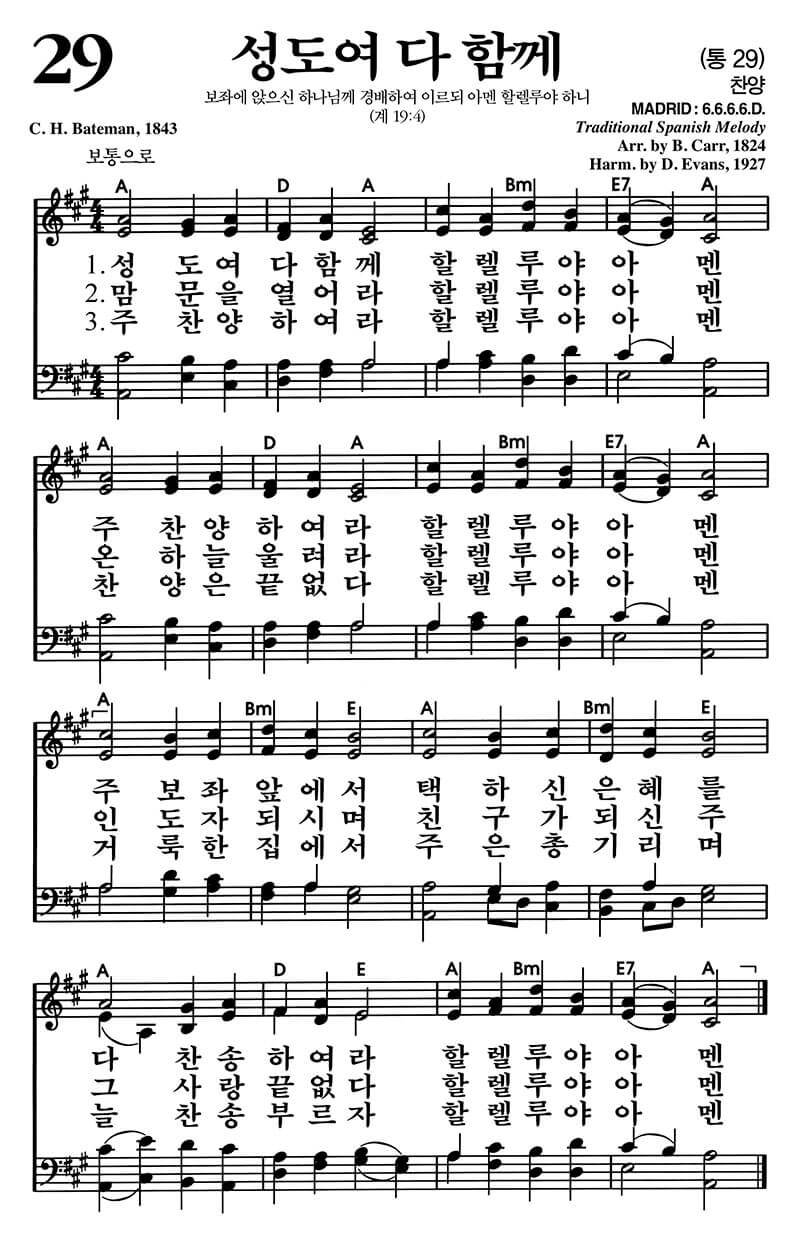 29
성도여 다 함께
(통 29)
찬양
보좌에 앉으신 하나님께 경배하여 이르되 아멘 할렐루야 하니
(계 19:4)
MADRID : 6.6.6.6.D.
C. H. Bateman, 1843
Traditional Spanish Melody
Arr. by B. Carr, 1824
Harm. by D. Evans, 1927
보통으로
A D A Bm E7 A
1. 성 도 여 다 함 께 할 렐 루 야 아 멘
2. 맘 문 을 열 어 라 할 렐 루 야 아 멘
3. 주 찬 양 하 여 라 할 렐 루 야 아 멘
A D A Bm E7 A
주 찬 양 하 여 라 할 렐 루 야 아 멘
온 하 늘 울 려 라 할 렐 루 야 아 멘
찬 양 은 끝 없 다 할 렐 루 야 아 멘
A Bm E A Bm E
주 보 좌 앞 에 서 택 하 신 은 혜 를
인 도 자 되 시 며 친 구 가 되 신 주
거 룩 한 집 에 서 주 은 총 기 리 며
A D E A Bm E7 A
다 찬 송 하 여 라 할 렐 루 야 아 멘
그 사 랑 끝 없 다 할 렐 루 야 아 멘
늘 찬 송 부 르 자 할 렐 루 야 아 멘